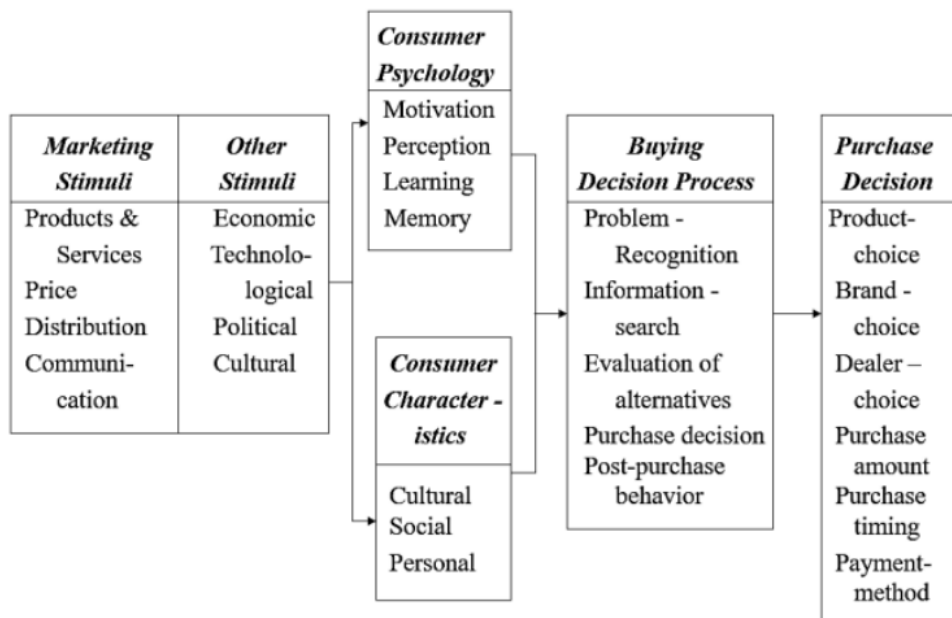 Marketing
Stimuli
Products &
Services
Price
Distribution
Communi-
cation
Other
Stimuli
Economic
Technolo-
logical
Political
Cultural
Consumer
Psychology
Motivation
Perception
Learning
Memory
Consumer
Character -
istics
Cultural
Social
Personal
Buying
Decision Process
Problem -
Recognition
Information -
search
Evaluation of
alternatives
Purchase decision
Post-purchase
behavior
Purchase
Decision
Product-
choice
Brand -
choice
Dealer –
choice
Purchase
amount
Purchase
timing
Payment-
method